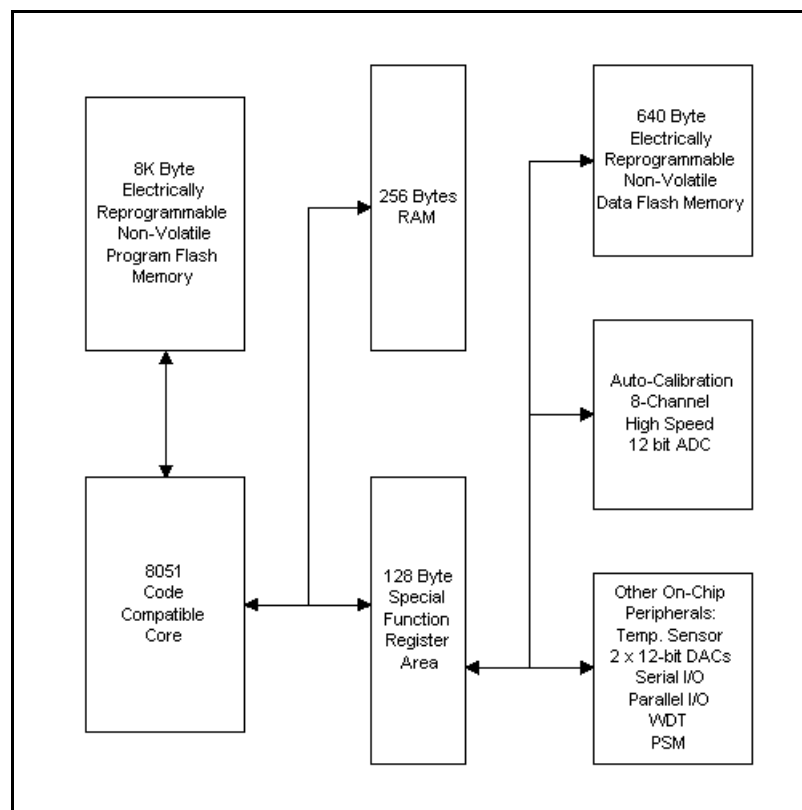 8K Byte
Electrically
Reprogrammable
Non-Volatile
Program Flash
Memory
256 Bytes
RAM
640 Byte
Electrically
Reprogrammable
Non-Volatile
Data Flash Memory
Auto-Calibration
8-Channel
High Speed
12 bit ADC
8051
Code
Compatible
Core
128 Byte
Special
Function
Register
Area
Other On-Chip
Peripherals:
Temp. Sensor
2 x 12-bit DACs
Serial I/O
Parallel I/O
WDT
PSM